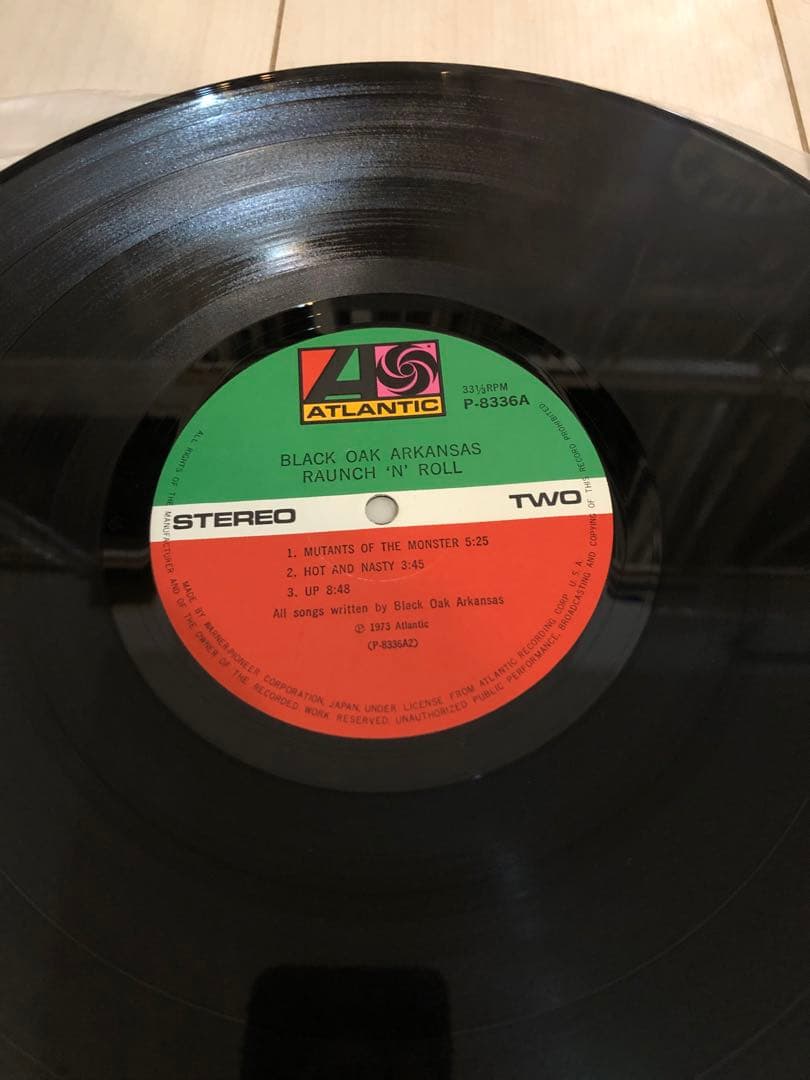 ATLANTIC
33⅓RPM
P-8336A
BLACK OAK ARKANSAS
RAUNCH 'N' ROLL
STEREO
TWO
1. MUTANTS OF THE MONSTER 5:25
2. HOT AND NASTY 3:45
3. UP 8:48
All songs written by Black Oak Arkansas
℗ 1973 Atlantic
(P-8336A2)
MADE BY WARNER-PIONEER CORPORATION, JAPAN, UNDER LICENSE FROM ATLANTIC RECORDING CORP. U.S.A.
ALL RIGHTS OF THE MANUFACTURER AND OF THE OWNER OF THE RECORDED WORK RESERVED. UNAUTHORIZED PUBLIC PERFORMANCE, BROADCASTING AND COPYING OF THIS RECORD PROHIBITED.